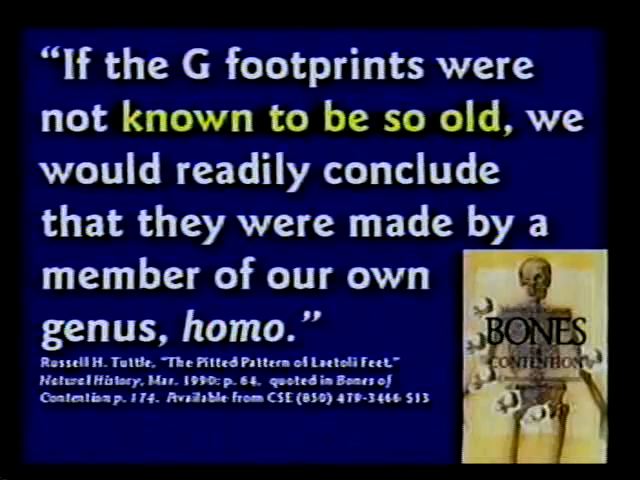 “If the G footprints were
not known to be so old, we
would readily conclude
that they were made by a
member of our own
genus, homo.”
Russell H. Tuttle, "The Pitted Pattern of Laetoli Feet,"
Natural History, Mar. 1990: p. 64. quoted in Bones of
Contention p. 174. Available from CSE (850) 479-3466 $13
BONES
CONTENTION